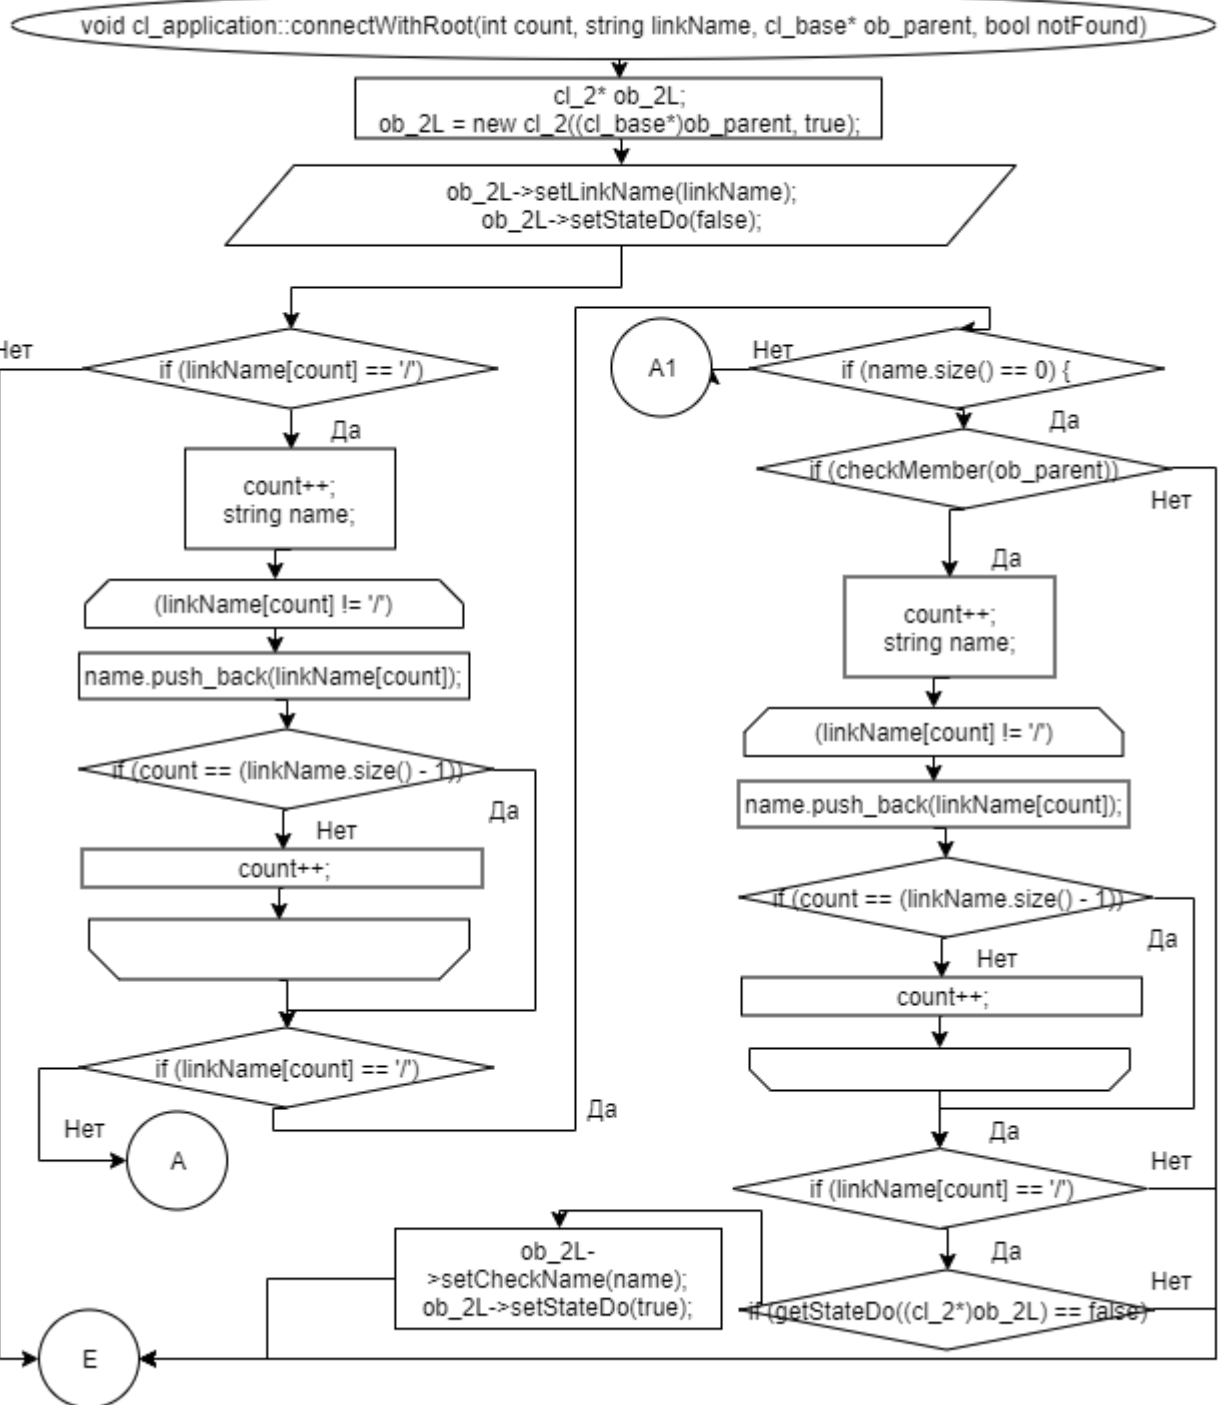 void cl_application::connectWithRoot(int count, string linkName, cl_base* ob_parent, bool notFound)
cl_2* ob_2L;
ob_2L = new cl_2((cl_base*)ob_parent, true);
ob_2L->setLinkName(linkName);
ob_2L->setStateDo(false);
Нет
if (linkName[count] == '/')
Да
count++;
string name;
(linkName[count] != '/')
name.push_back(linkName[count]);
if (count == (linkName.size() - 1))
Да
Нет
count++;
if (linkName[count] == '/')
Да
Нет
A
A1
Нет
if (name.size() == 0) {
Да
if (checkMember(ob_parent))
Нет
Да
count++;
string name;
(linkName[count] != '/')
name.push_back(linkName[count]);
if (count == (linkName.size() - 1))
Да
Нет
count++;
Да
Нет
if (linkName[count] == '/')
Да
Нет
if (getStateDo((cl_2*)ob_2L) == false)
ob_2L-
>setCheckName(name);
ob_2L->setStateDo(true);
E